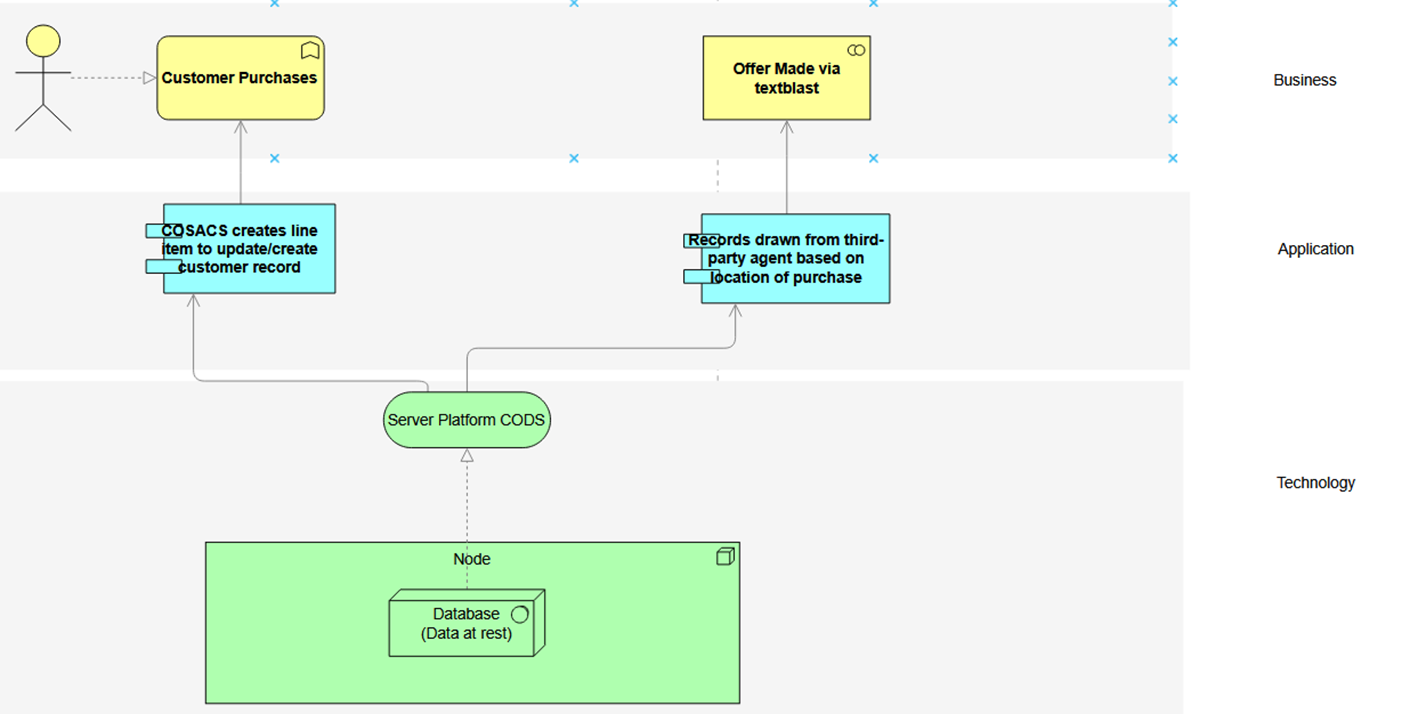 Customer Purchases
Offer Made via
textblast
Business
COSACS creates line
item to update/create
customer record
Records drawn from third-
party agent based on
location of purchase
Application
Server Platform CODS
Technology
Node
Database
(Data at rest)